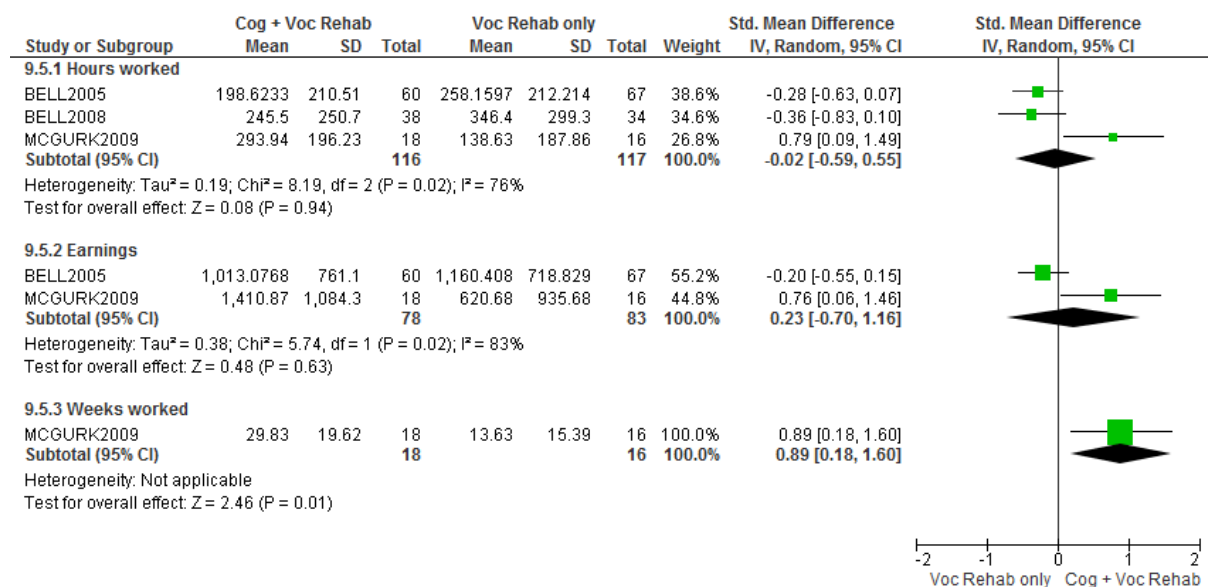 Cog + Voc Rehab Voc Rehab only Std. Mean Difference Std. Mean Difference
Study or Subgroup Mean SD Total Mean SD Total Weight IV, Random, 95% CI IV, Random, 95% CI
9.5.1 Hours worked
BELL2005 198.6233 210.51 60 258.1597 212.214 67 38.6% -0.28 [-0.63, 0.07]
BELL2008 245.5 250.7 38 346.4 299.3 34 34.6% -0.36 [-0.83, 0.10]
MCGURK2009 293.94 196.23 18 138.63 187.86 16 26.8% 0.79 [0.09, 1.49]
Subtotal (95% CI) 116 117 100.0% -0.02 [-0.59, 0.55]
Heterogeneity: Tau² = 0.19; Chi² = 8.19, df = 2 (P = 0.02); I² = 76%
Test for overall effect: Z = 0.08 (P = 0.94)
9.5.2 Earnings
BELL2005 1,013.0768 761.1 60 1,160.408 718.829 67 55.2% -0.20 [-0.55, 0.15]
MCGURK2009 1,410.87 1,084.3 18 620.68 935.68 16 44.8% 0.76 [0.06, 1.46]
Subtotal (95% CI) 78 83 100.0% 0.23 [-0.70, 1.16]
Heterogeneity: Tau² = 0.38; Chi² = 5.74, df = 1 (P = 0.02); I² = 83%
Test for overall effect: Z = 0.48 (P = 0.63)
9.5.3 Weeks worked
MCGURK2009 29.83 19.62 18 13.63 15.39 16 100.0% 0.89 [0.18, 1.60]
Subtotal (95% CI) 18 16 100.0% 0.89 [0.18, 1.60]
Heterogeneity: Not applicable
Test for overall effect: Z = 2.46 (P = 0.01)
-2 -1 0 1 2
Voc Rehab only Cog + Voc Rehab